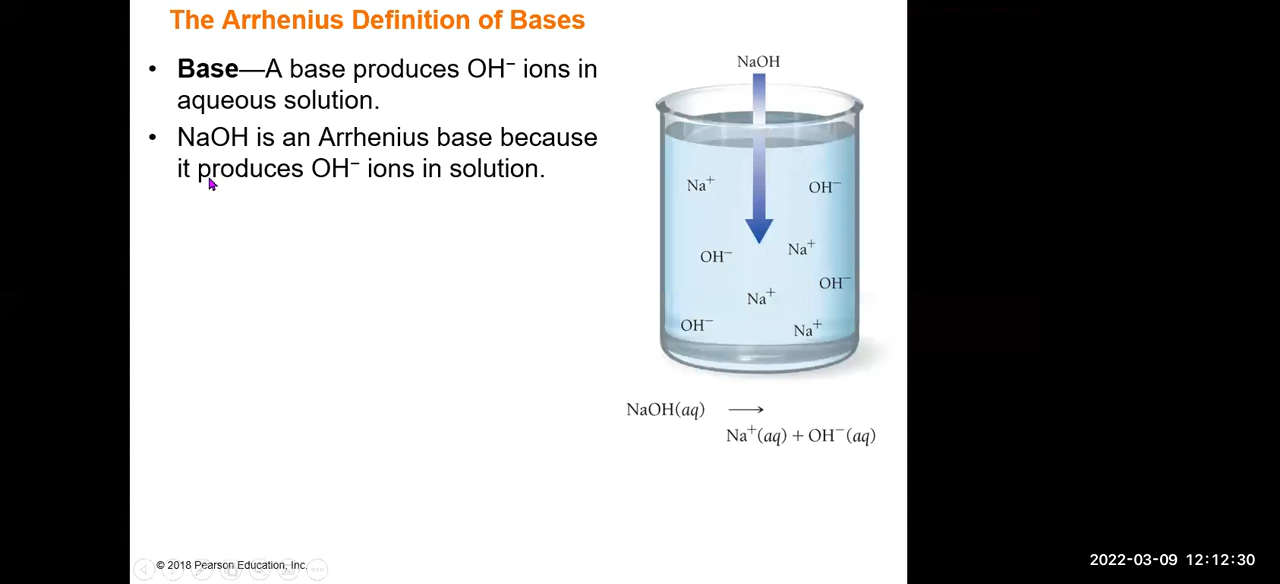 The Arrhenius Definition of Bases
• Base—A base produces OH⁻ ions in
aqueous solution.
• NaOH is an Arrhenius base because
it produces OH⁻ ions in solution.
NaOH
Na⁺ OH⁻
OH⁻ Na⁺
OH⁻
Na⁺
OH⁻ Na⁺
NaOH(aq) ⟶
Na⁺(aq) + OH⁻(aq)
© 2018 Pearson Education, Inc.
2022-03-09 12:12:30